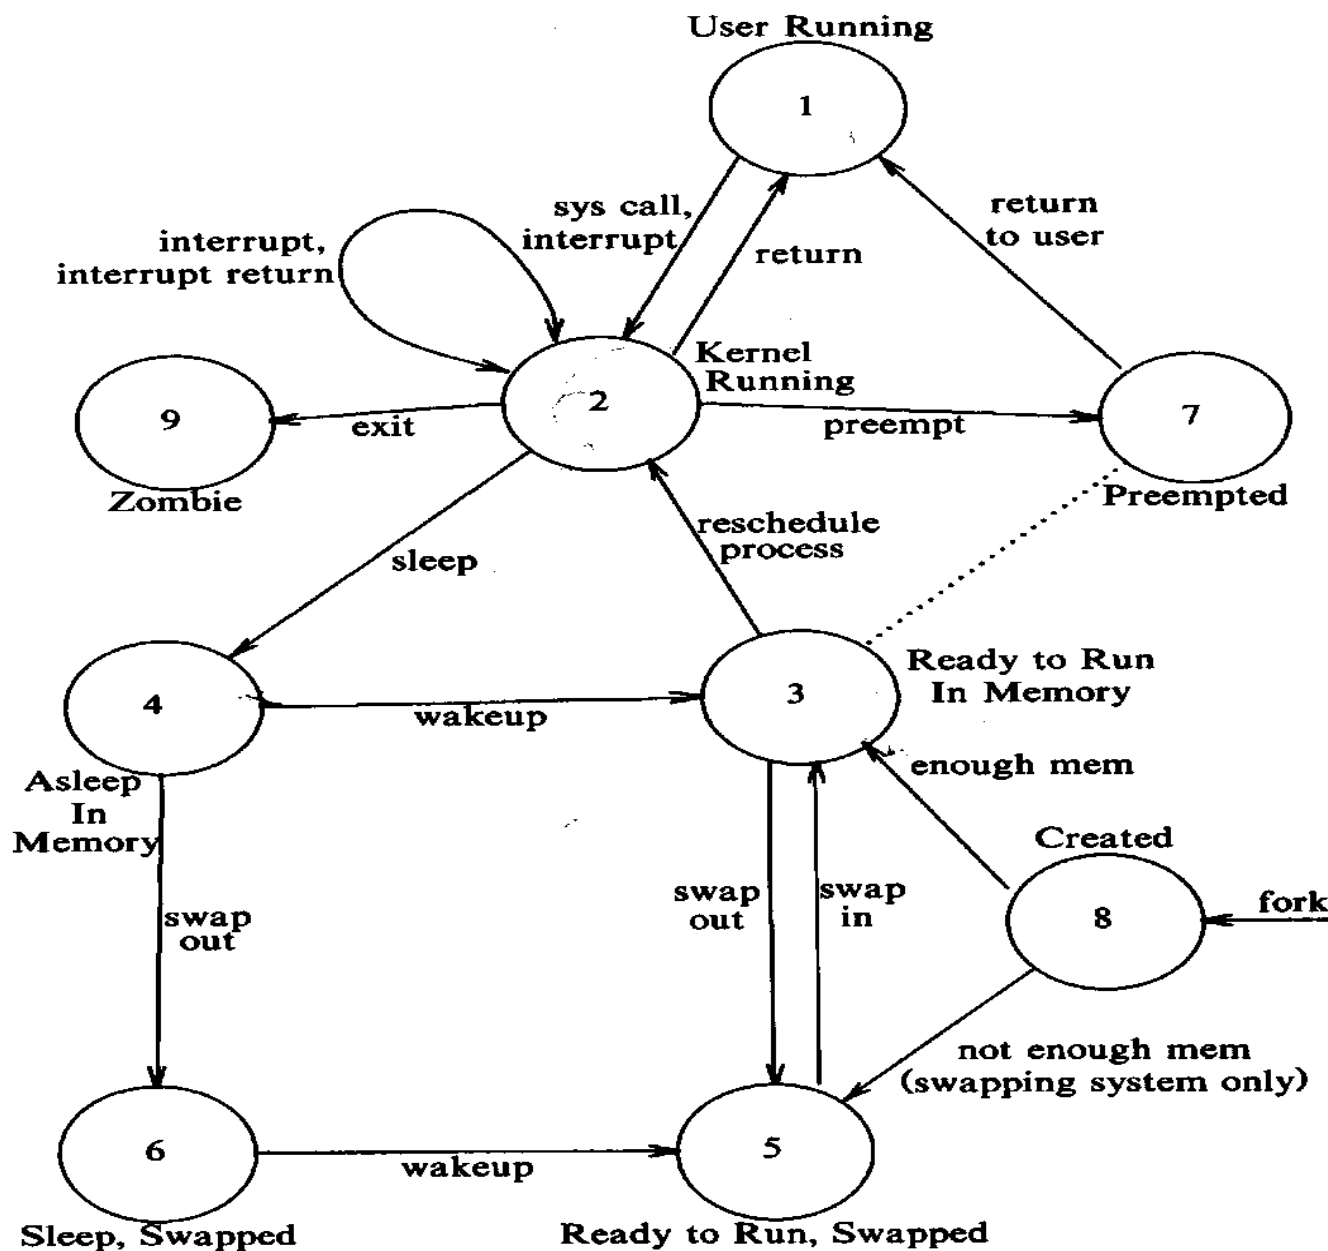 User Running
1
sys call,
interrupt
return
return
to user
interrupt,
interrupt return
Kernel
Running
2
9
exit
Zombie
preempt
7
Preempted
sleep
reschedule
process
4
Asleep
In
Memory
wakeup
3
Ready to Run
In Memory
enough mem
Created
8
fork
swap
out
swap
out
swap
in
not enough mem
(swapping system only)
6
Sleep, Swapped
wakeup
5
Ready to Run, Swapped